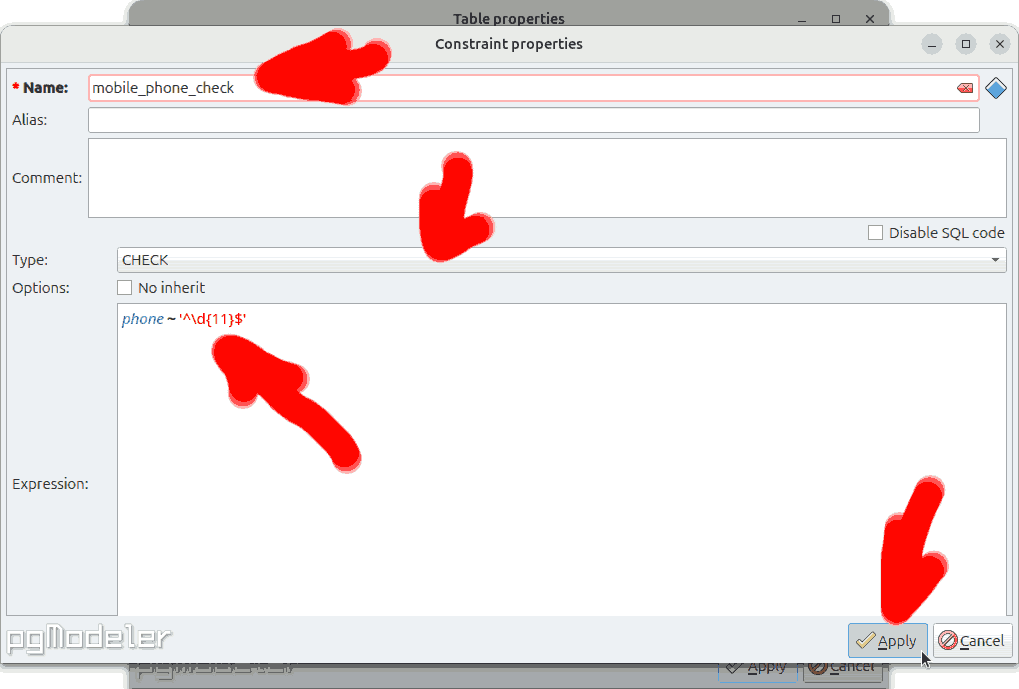 Table properties
Constraint properties
* Name: mobile_phone_check
Alias:
Comment:
Disable SQL code
Type: CHECK
Options: No inherit
phone ~ '^\d{11}$'
Expression:
pgModeler
Apply Cancel
pgModeler Apply Cancel